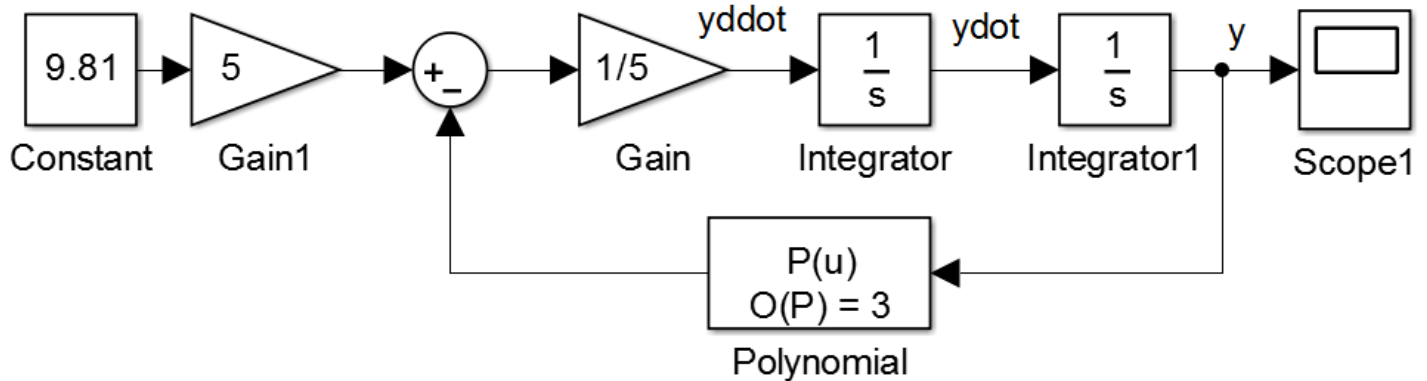 yddot
ydot
y
9.81
5
+
−
1/5
1
s
1
s
Constant
Gain1
Gain
Integrator
Integrator1
Scope1
P(u)
O(P) = 3
Polynomial